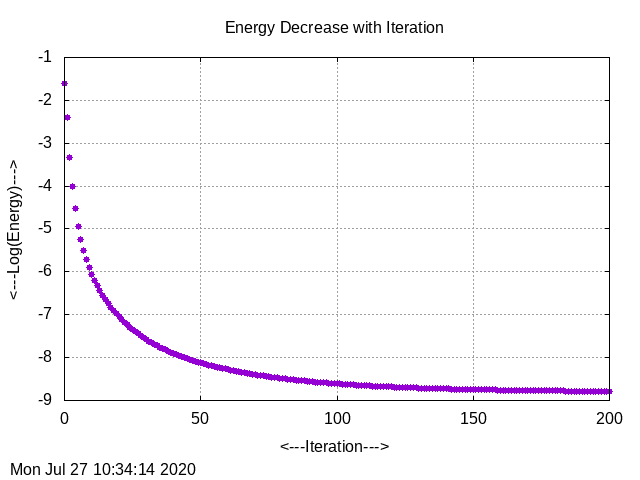 Energy Decrease with Iteration
-1
-2
-3
-4
-5
-6
-7
-8
-9
<---Log(Energy)--->
0 50 100 150 200
<---Iteration--->
Mon Jul 27 10:34:14 2020